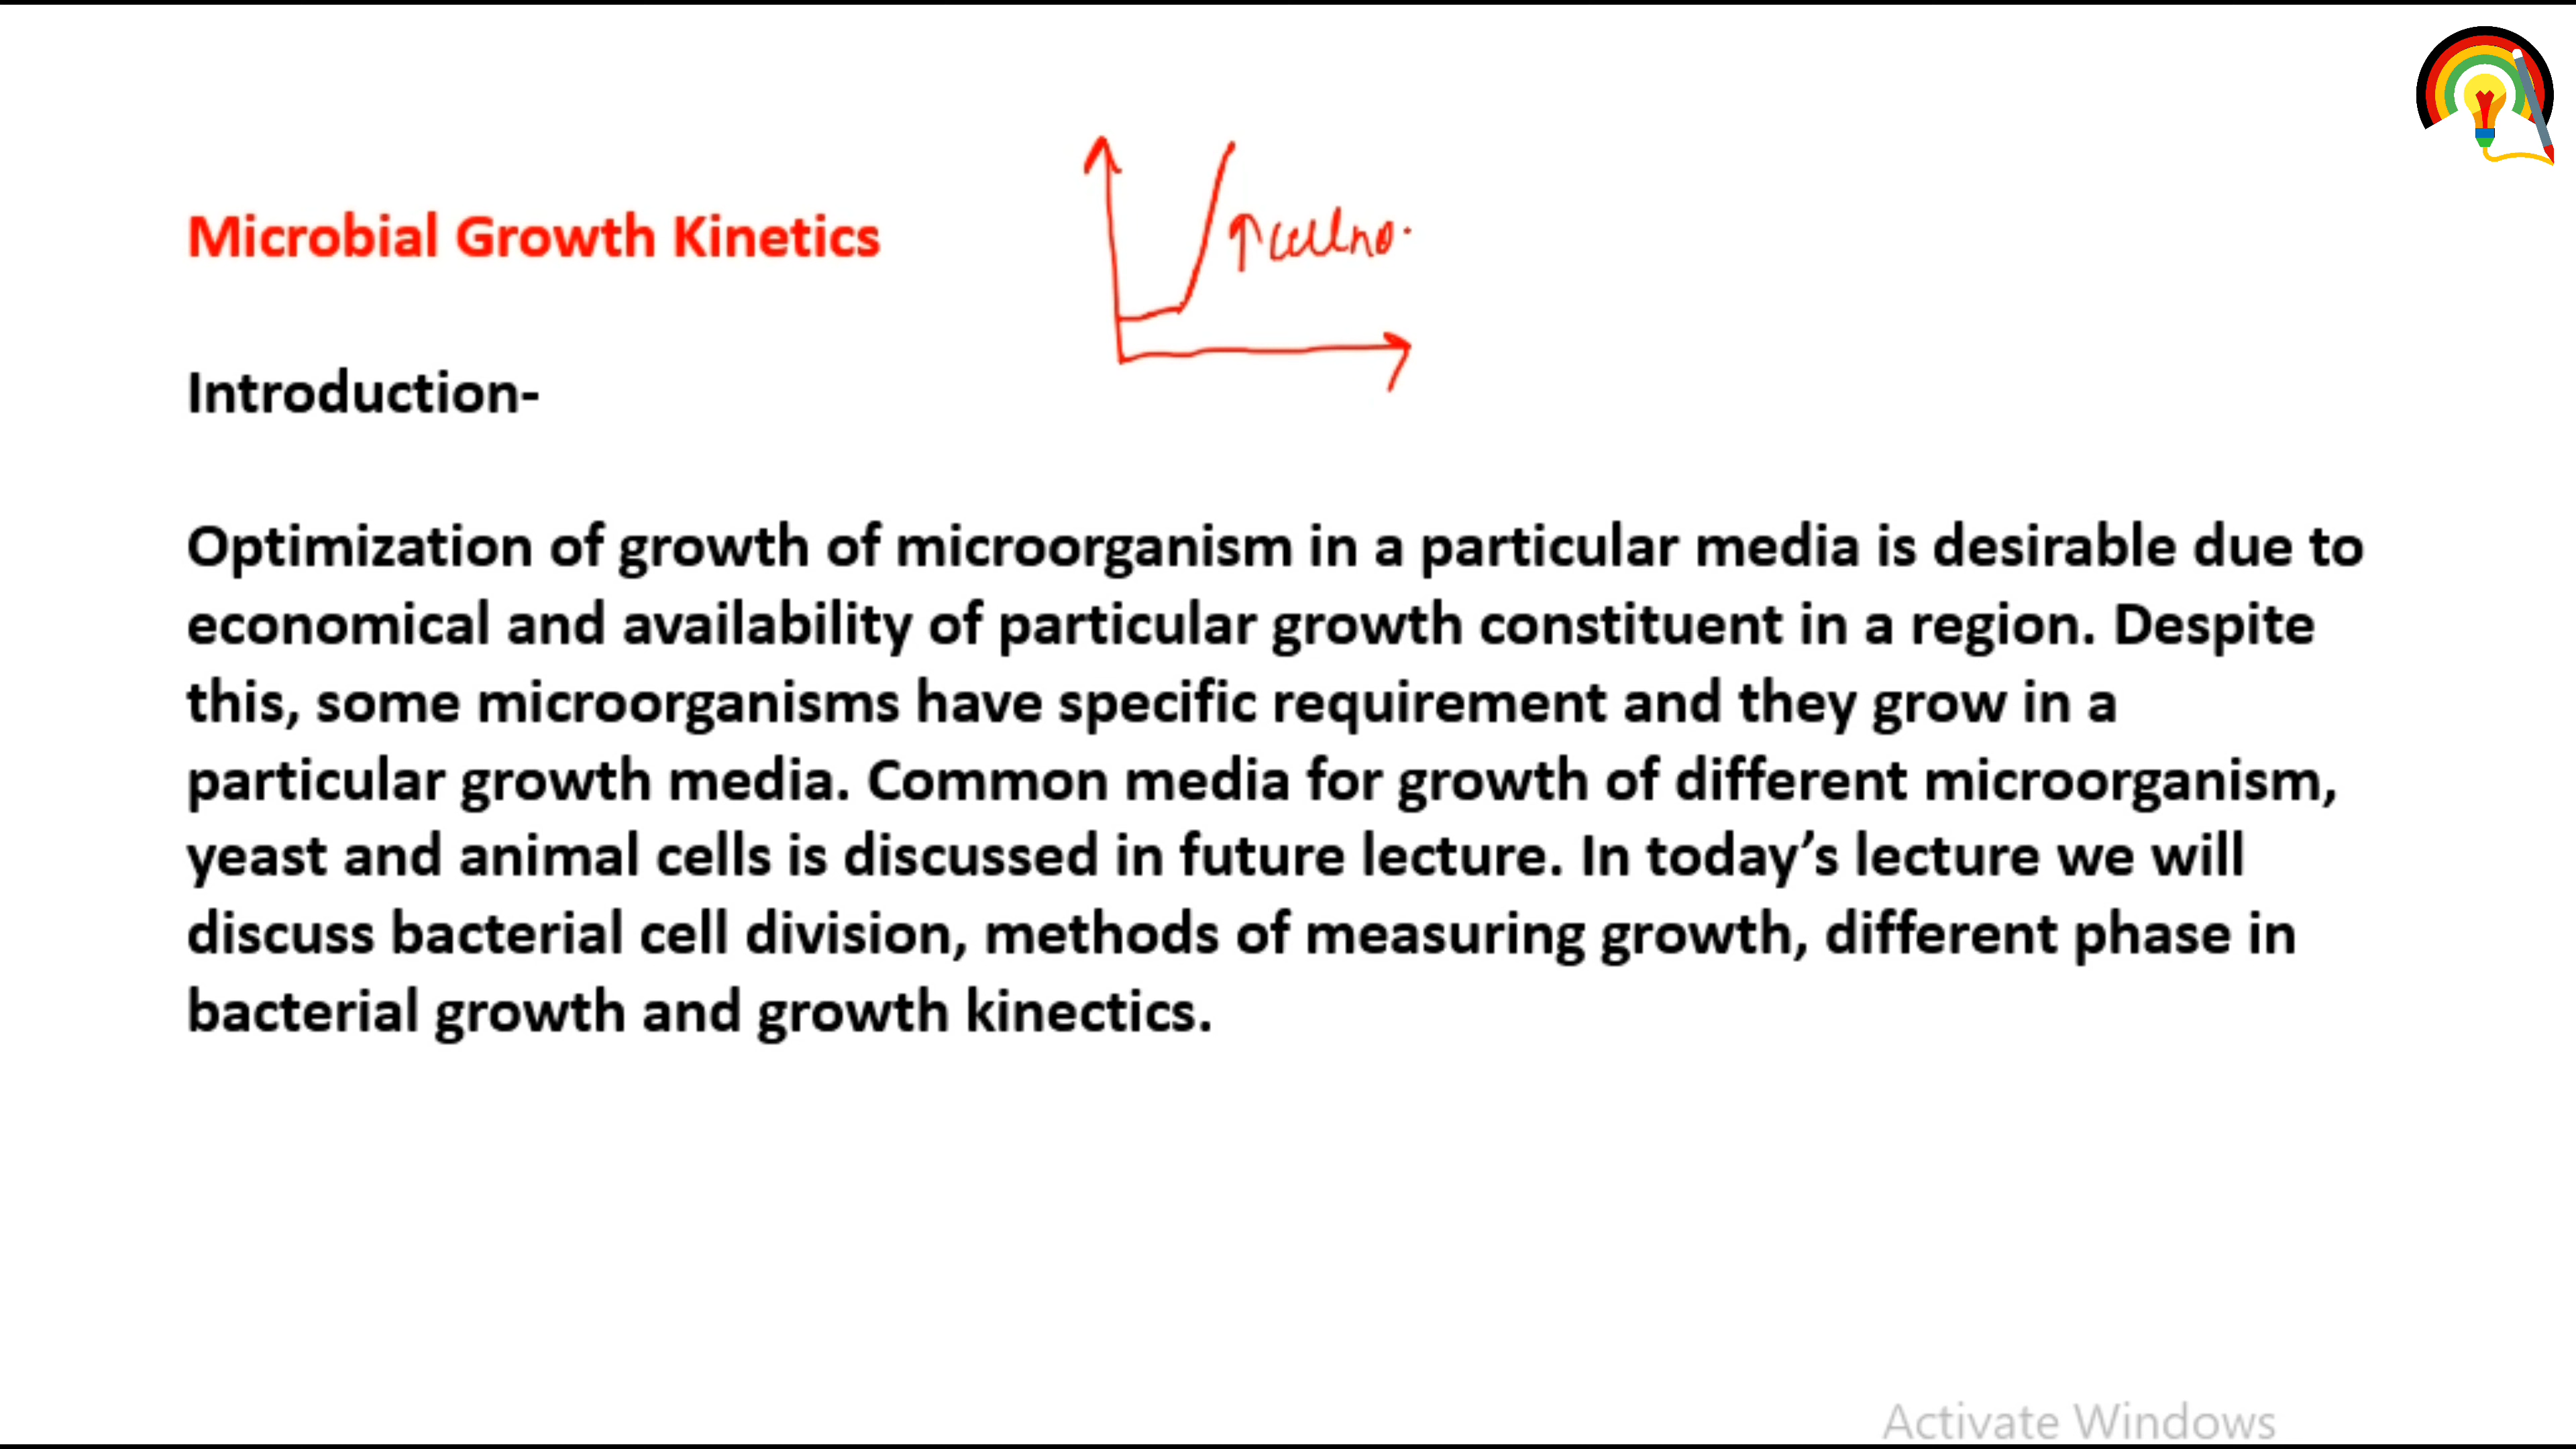 Microbial Growth Kinetics
↑ cell no.
Introduction-
Optimization of growth of microorganism in a particular media is desirable due to
economical and availability of particular growth constituent in a region. Despite
this, some microorganisms have specific requirement and they grow in a
particular growth media. Common media for growth of different microorganism,
yeast and animal cells is discussed in future lecture. In today’s lecture we will
discuss bacterial cell division, methods of measuring growth, different phase in
bacterial growth and growth kinectics.
Activate Windows